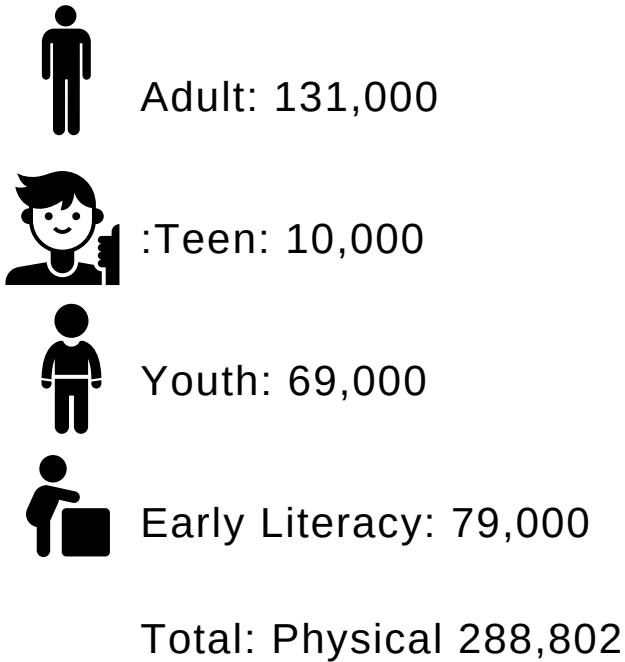 Adult: 131,000
:Teen: 10,000
Youth: 69,000
Early Literacy: 79,000
Total: Physical 288,802